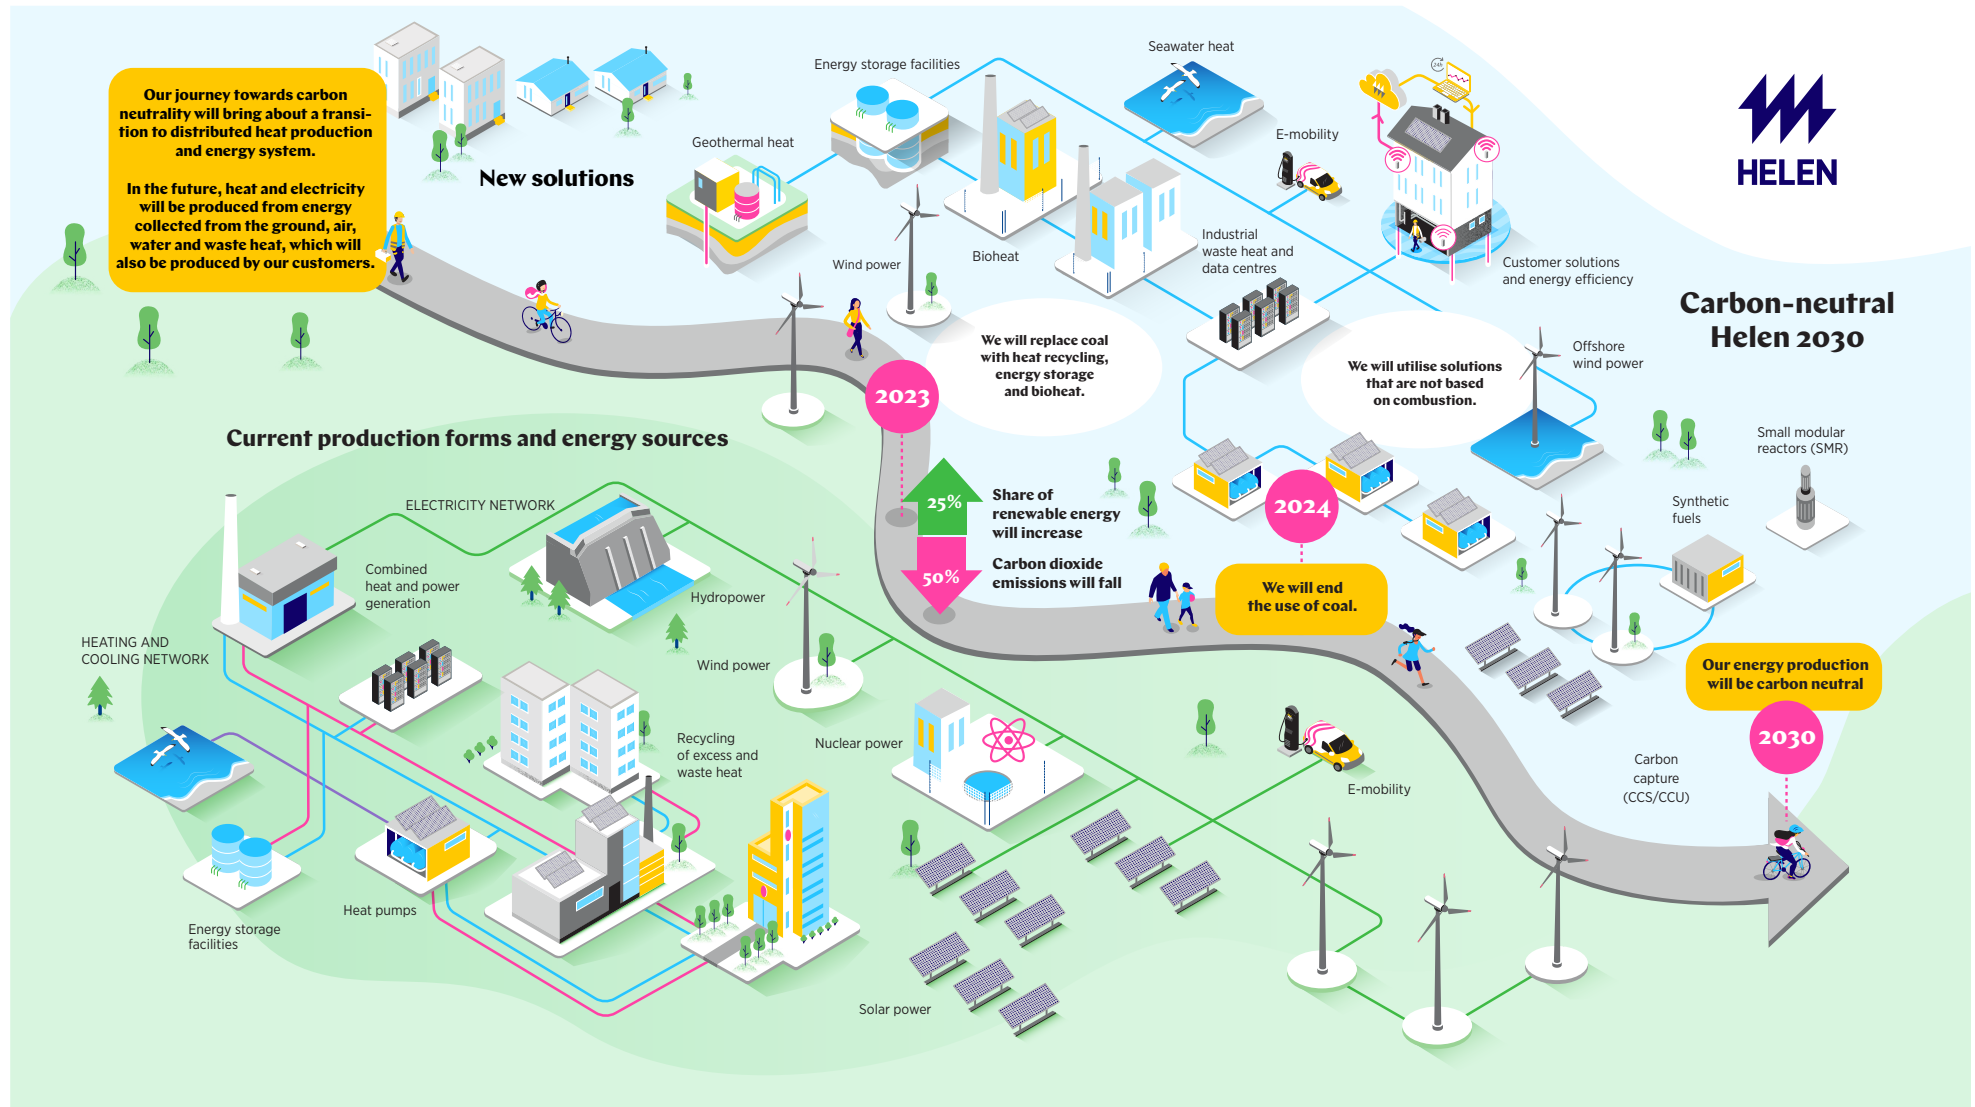 Our journey towards carbon
neutrality will bring about a transi-
tion to distributed heat production
and energy system.
In the future, heat and electricity
will be produced from energy
collected from the ground, air,
water and waste heat, which will
also be produced by our customers.
New solutions
Geothermal heat
Energy storage facilities
Seawater heat
E-mobility
24h
HELEN
Wind power
Bioheat
Industrial
waste heat and
data centres
Customer solutions
and energy efficiency
Carbon-neutral
Helen 2030
We will replace coal
with heat recycling,
energy storage
and bioheat.
We will utilise solutions
that are not based
on combustion.
Offshore
wind power
2023
Small modular
reactors (SMR)
Synthetic
fuels
25%
Share of
renewable energy
will increase
50%
Carbon dioxide
emissions will fall
2024
We will end
the use of coal.
Our energy production
will be carbon neutral
2030
Carbon
capture
(CCS/CCU)
Current production forms and energy sources
ELECTRICITY NETWORK
Combined
heat and power
generation
Hydropower
HEATING AND
COOLING NETWORK
Wind power
Recycling
of excess and
waste heat
Nuclear power
E-mobility
Heat pumps
Energy storage
facilities
Solar power